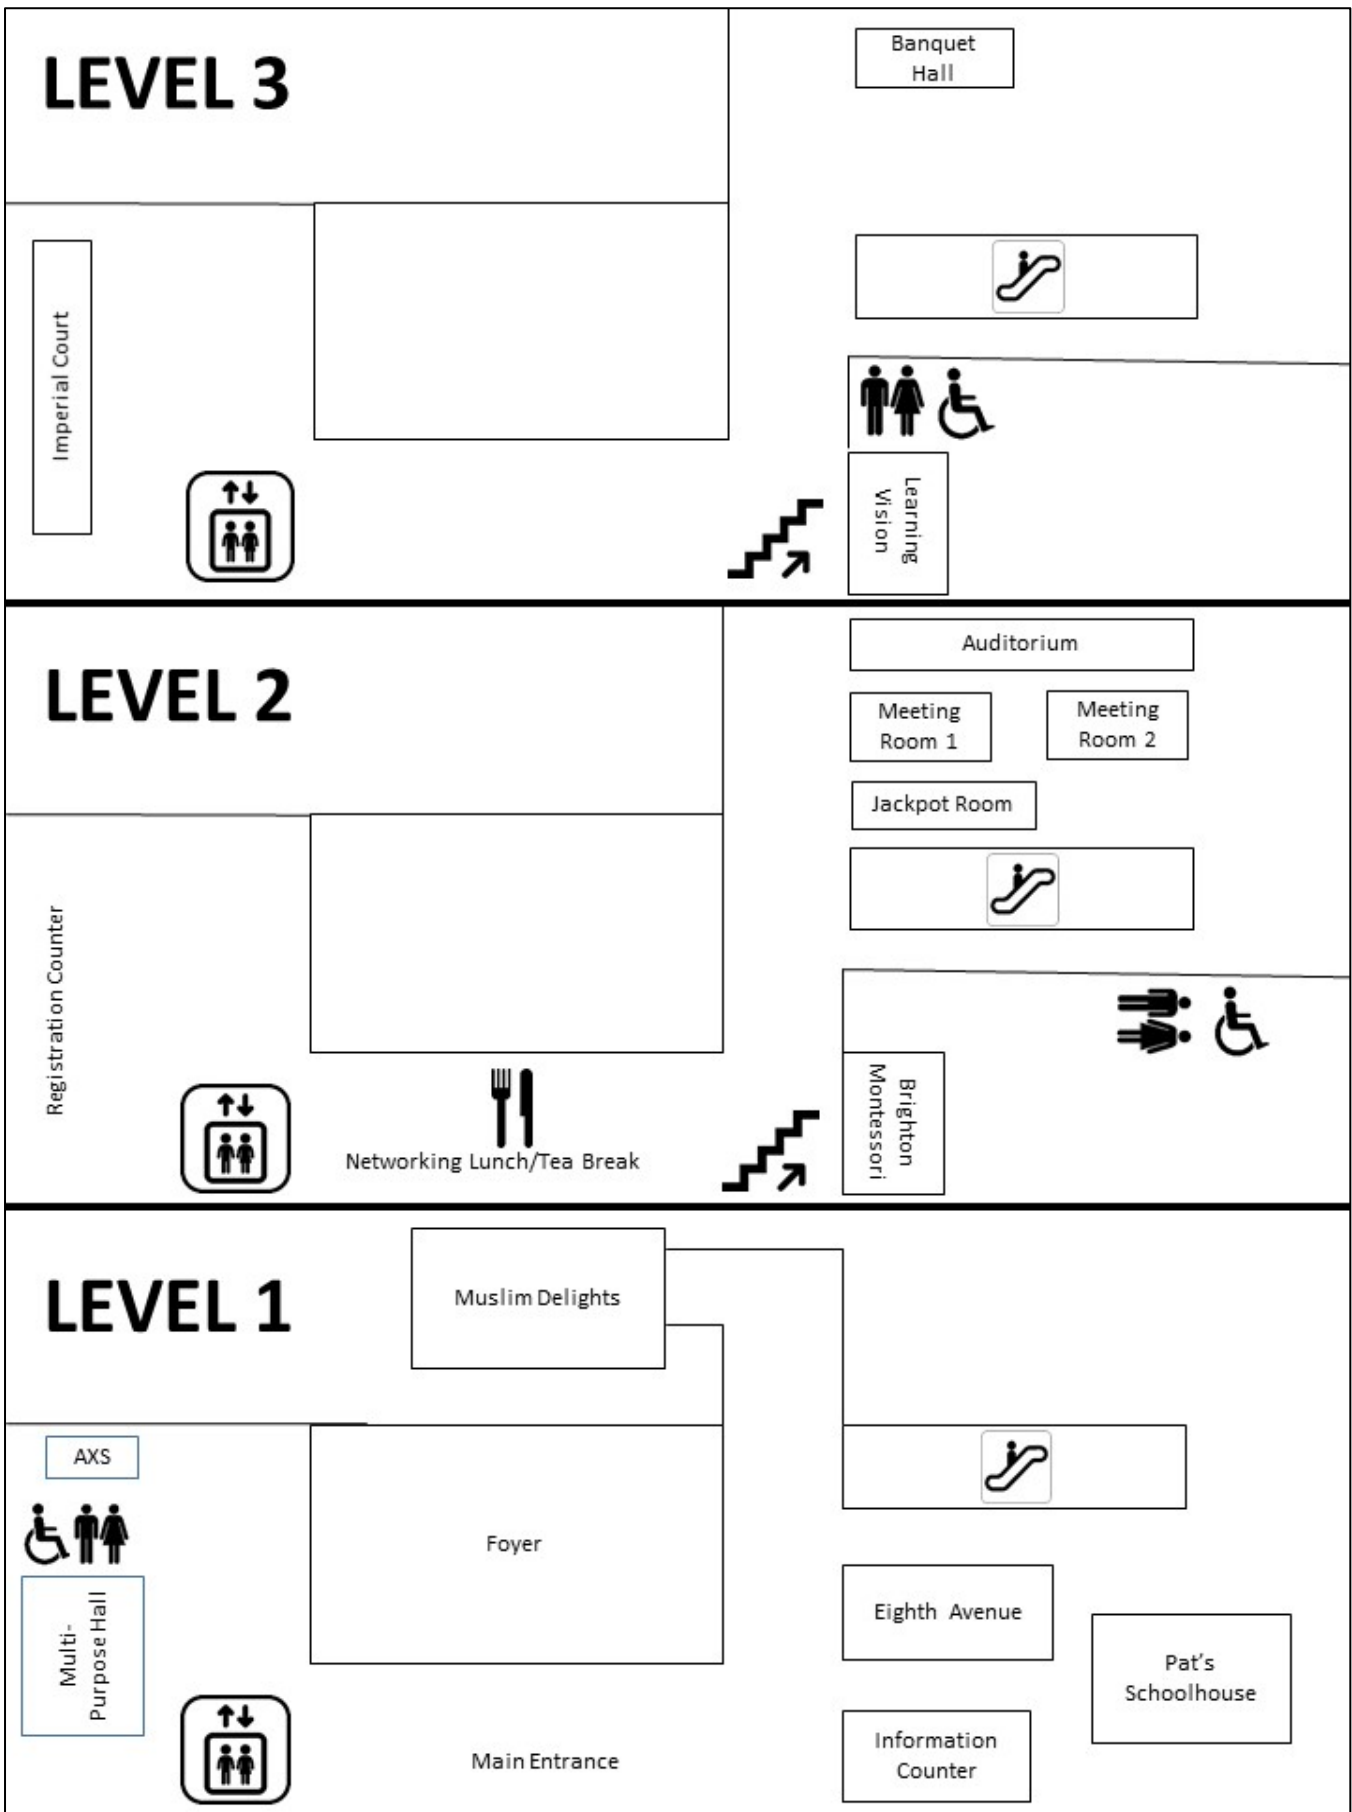 LEVEL 3
Banquet
Hall
Imperial Court
Learning
Vision
LEVEL 2
Auditorium
Meeting
Room 1
Meeting
Room 2
Jackpot Room
Registration Counter
Networking Lunch/Tea Break
Brighton
Montessori
LEVEL 1
Muslim Delights
AXS
Foyer
Multi-
Purpose Hall
Eighth Avenue
Pat's
Schoolhouse
Main Entrance
Information
Counter